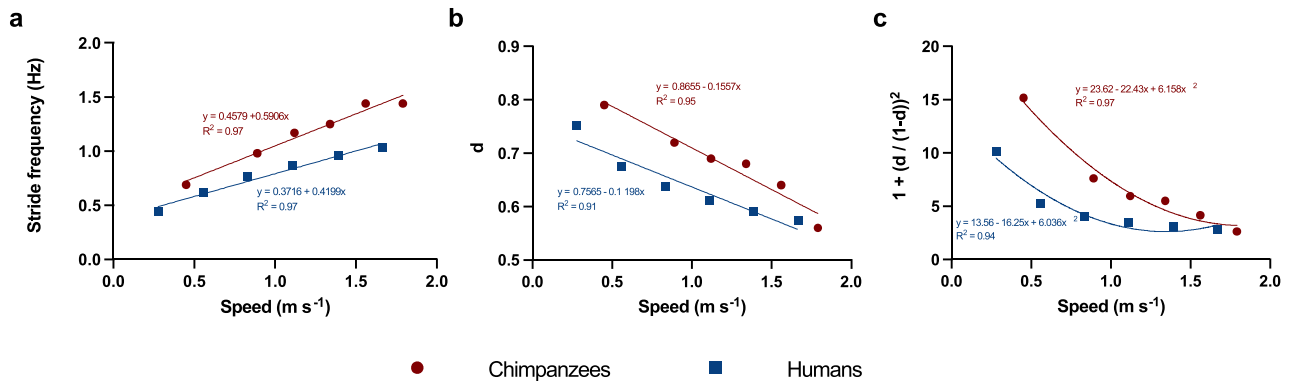 a
b
c
Stride frequency (Hz)
2.0
1.5
1.0
0.5
0.0
y = 0.4579 +0.5906x
R2 = 0.97
y = 0.3716 + 0.4199x
R2 = 0.97
0.0 0.5 1.0 1.5 2.0
Speed (m s-1)
d
0.9
0.8
0.7
0.6
0.5
y = 0.8655 - 0.1557x
R2 = 0.95
y = 0.7565 - 0.1 198x
R2 = 0.91
0.0 0.5 1.0 1.5 2.0
Speed (m s-1)
1 + (d / (1-d))2
20
15
10
5
0
y = 23.62 - 22.43x + 6.158x 2
R2 = 0.97
y = 13.56 - 16.25x + 6.036x 2
R2 = 0.94
0.0 0.5 1.0 1.5 2.0
Speed (m s-1)
Chimpanzees Humans